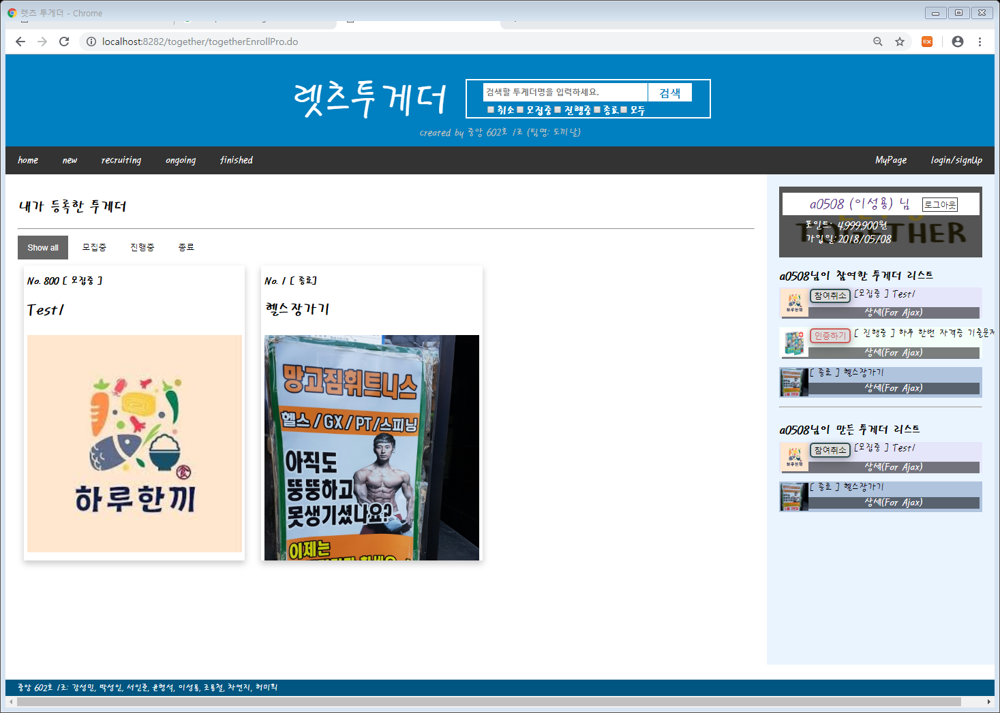 렛츠 투게더 - Chrome
localhost:8282/together/togetherEnrollPro.do
렛츠투게더
검색할 투게더명을 입력하세요.
검색
취소 모집중 진행중 종료 모두
created by 중앙 602호 1조 (팀명: 도끼날)
home new recruiting ongoing finished MyPage login/signUp
내가 등록한 투게더
Show all 모집중 진행중 종료
No. 800 [ 모집중 ]
Test1
하루한끼
No. 1 [ 종료]
헬스장가기
망고짐휘트니스
헬스 / GX / PT /스피닝
아직도
뚱뚱하고
못생기셨나요?
이제는
a0508 (이성용) 님 로그아웃
포인트: 4,999,900원
가입일:2018/05/08
TOGETHER
a0508님이 참여한 투게더 리스트
참여취소 [모집중 ] Test1
하루한끼
상세(For Ajax)
인증하기 [ 진행중 ] 하루 한번 자격증 기출문제
상세(For Ajax)
[ 종료 ] 헬스장가기
상세(For Ajax)
a0508님이 만든 투게더 리스트
참여취소 [모집중 ] Test1
하루한끼
상세(For Ajax)
[ 종료 ] 헬스장가기
상세(For Ajax)
중앙 602호 1조: 강성민, 박성인, 서인준, 윤형석, 이성용, 조용철, 차연지, 허미희